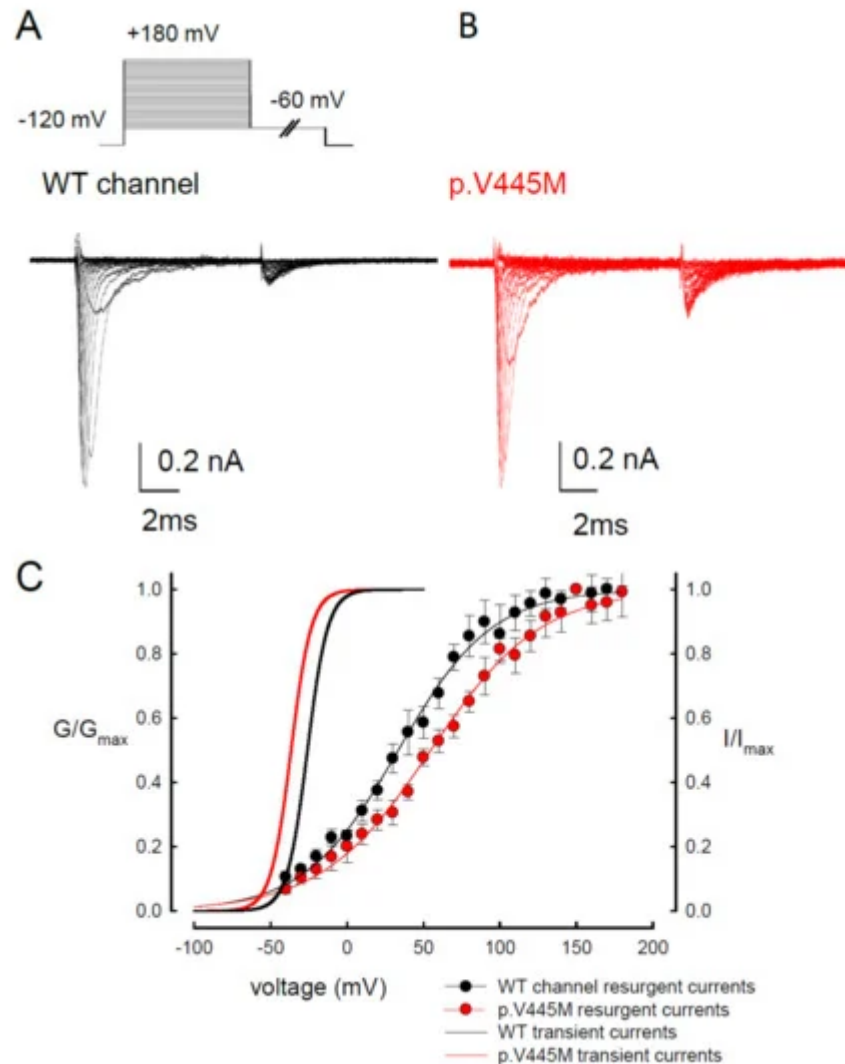 A
B
+180 mV
-60 mV
-120 mV
WT channel
p.V445M
0.2 nA
2ms
0.2 nA
2ms
C
1.0
0.8
0.6
0.4
0.2
0.0
G/Gmax
1.0
0.8
0.6
0.4
0.2
0.0
I/Imax
-100 -50 0 50 100 150 200
voltage (mV)
WT channel resurgent currents
p.V445M resurgent currents
WT transient currents
p.V445M transient currents